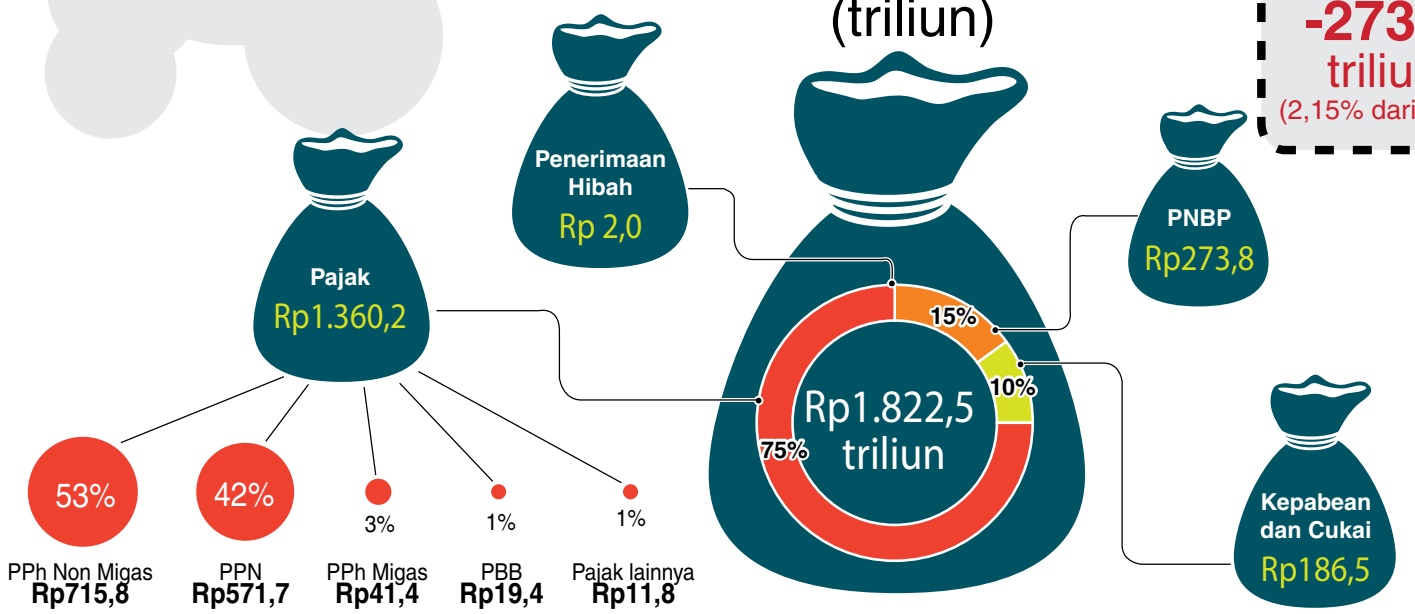 (triliun)
-273
triliu
(2,15% dari
Penerimaan
Hibah
Rp 2,0
PNBP
Rp273,8
Pajak
Rp1.360,2
15%
10%
75%
Rp1.822,5
triliun
Kepabean
dan Cukai
Rp186,5
53%
42%
3%
1%
1%
PPh Non Migas
Rp715,8
PPN
Rp571,7
PPh Migas
Rp41,4
PBB
Rp19,4
Pajak lainnya
Rp11,8